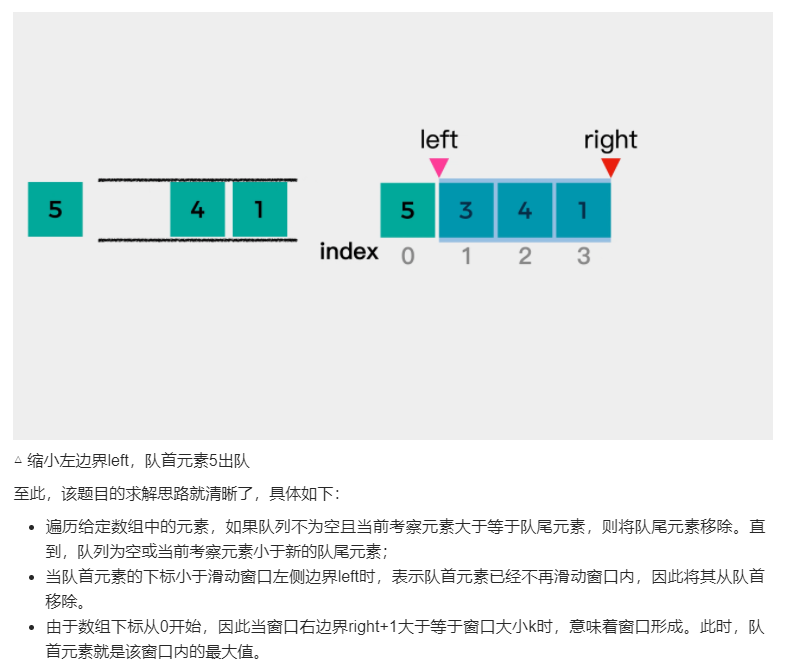 left right
5 4 1 5 3 4 1
index 0 1 2 3
△ 缩小左边界left，队首元素5出队
至此，该题目的求解思路就清晰了，具体如下：
• 遍历给定数组中的元素，如果队列不为空且当前考察元素大于等于队尾元素，则将队尾元素移除。直
到，队列为空或当前考察元素小于新的队尾元素；
• 当队首元素的下标小于滑动窗口左侧边界left时，表示队首元素已经不再滑动窗口内，因此将其从队首
移除。
• 由于数组下标从0开始，因此当窗口右边界right+1大于等于窗口大小k时，意味着窗口形成。此时，队
首元素就是该窗口内的最大值。